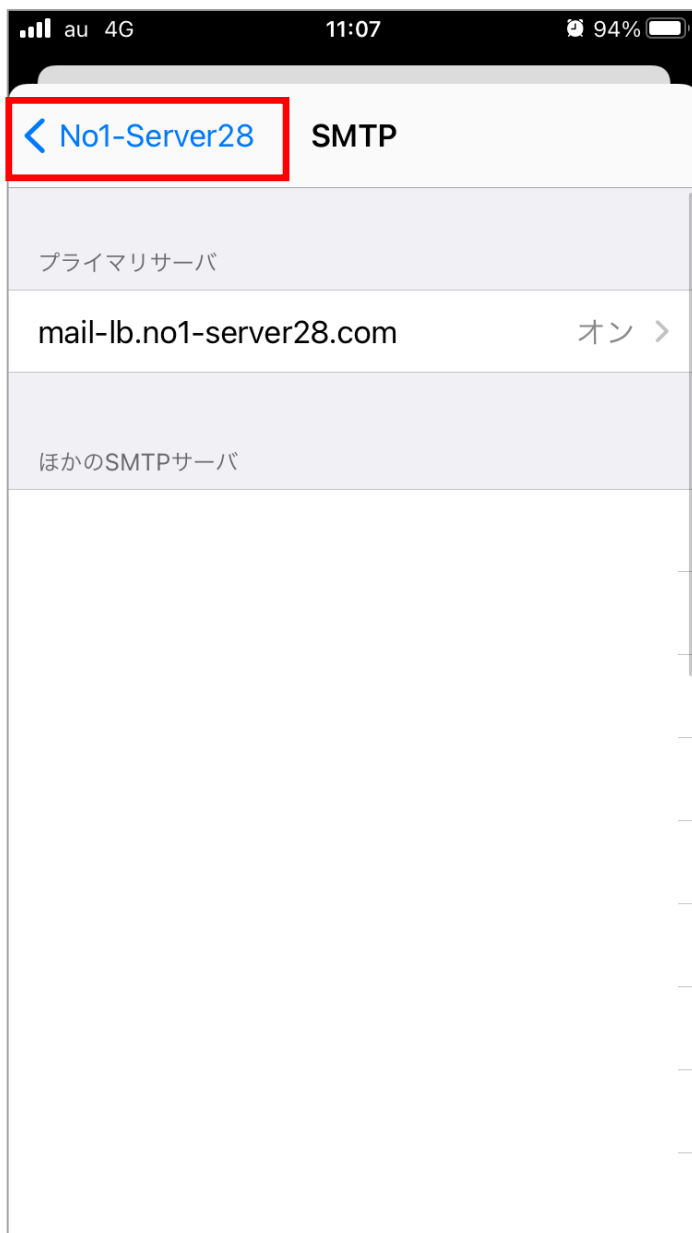 au 4G 11:07 94%
No1-Server28 SMTP
プライマリサーバ
mail-lb.no1-server28.com オン
ほかのSMTPサーバ